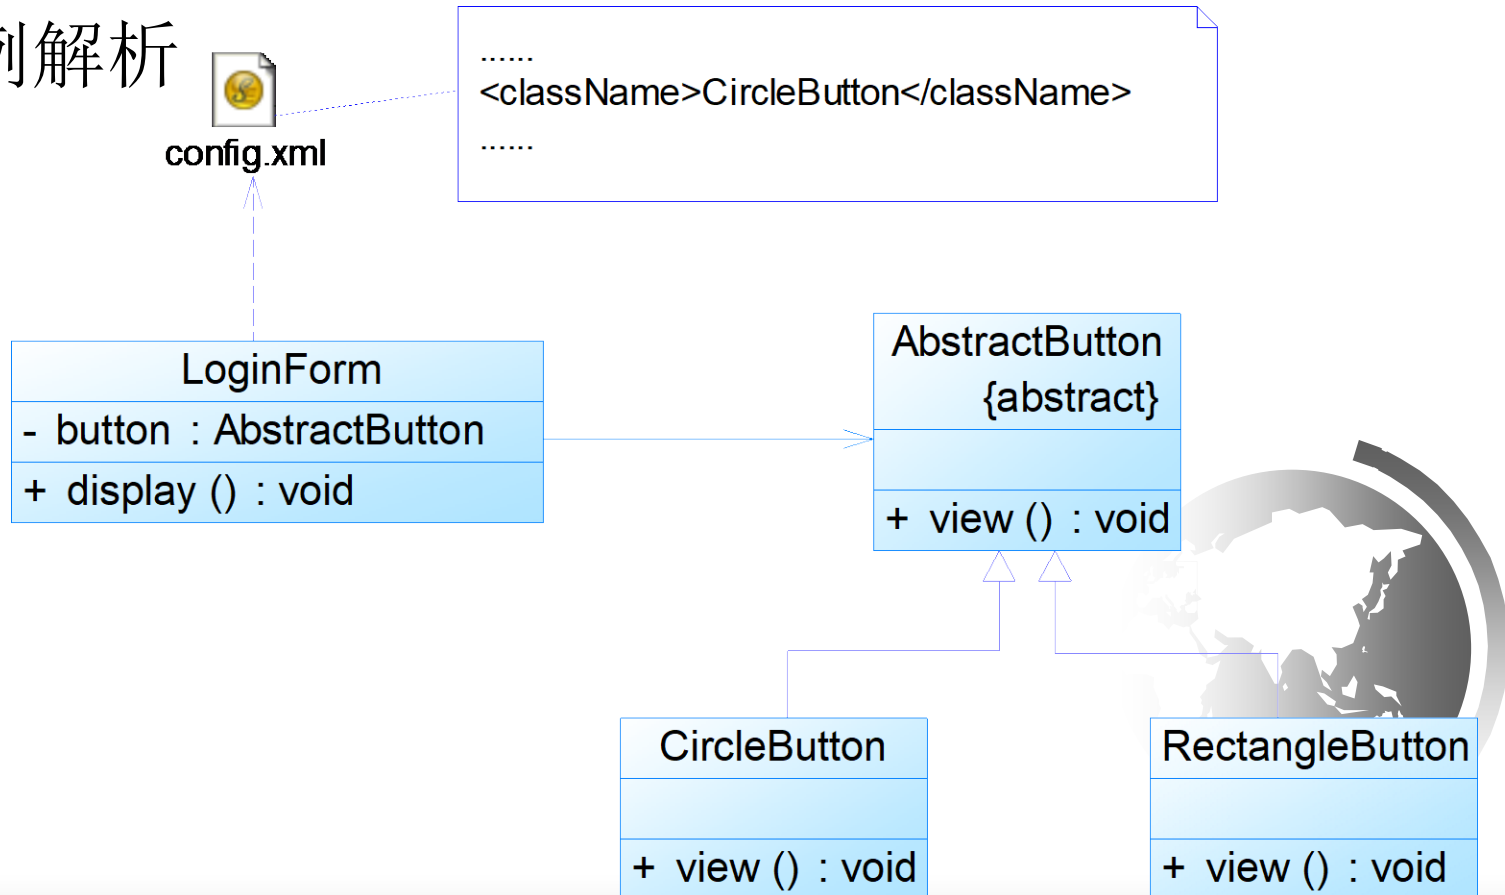 解析
......
<className>CircleButton</className>
......
config.xml
LoginForm
- button : AbstractButton
+ display () : void
AbstractButton
{abstract}
+ view () : void
CircleButton
+ view () : void
RectangleButton
+ view () : void